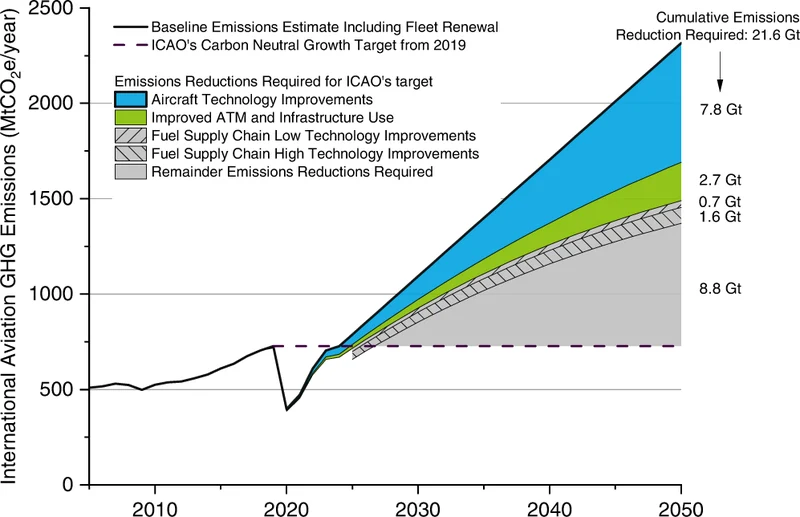 Baseline Emissions Estimate Including Fleet Renewal
ICAO's Carbon Neutral Growth Target from 2019
Emissions Reductions Required for ICAO's target
Aircraft Technology Improvements
Improved ATM and Infrastructure Use
Fuel Supply Chain Low Technology Improvements
Fuel Supply Chain High Technology Improvements
Remainder Emissions Reductions Required
Cumulative Emissions
Reduction Required: 21.6 Gt
7.8 Gt
2.7 Gt
0.7 Gt
1.6 Gt
8.8 Gt
International Aviation GHG Emissions (MtCO₂e/year)
2500
2000
1500
1000
500
0
2010
2020
2030
2040
2050